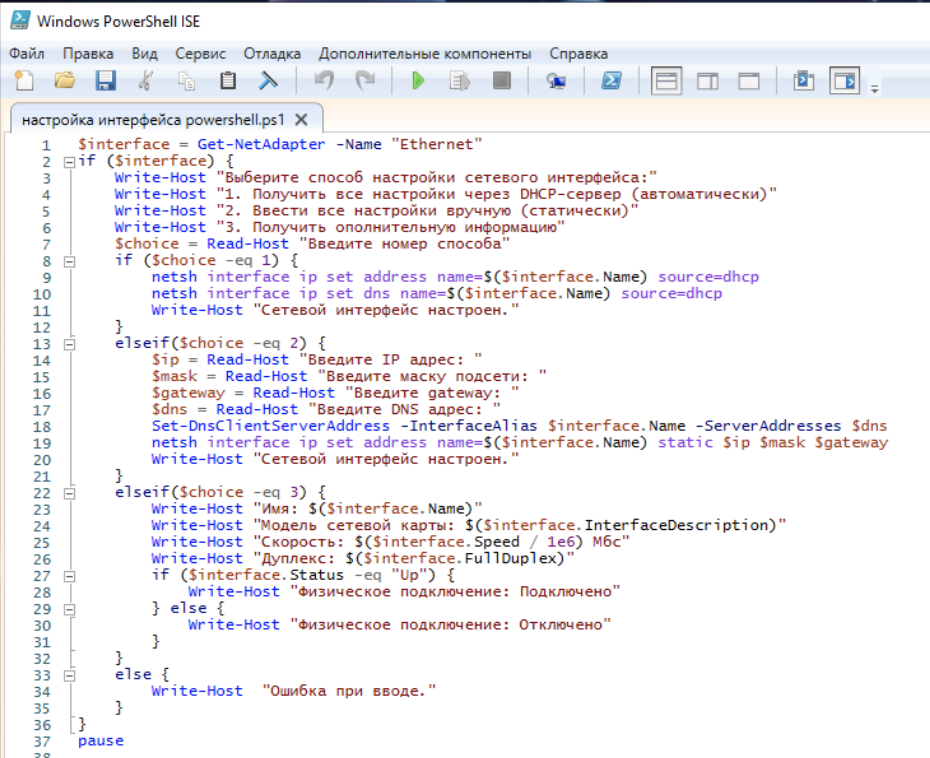 Windows PowerShell ISE
Файл Правка Вид Сервис Отладка Дополнительные компоненты Справка
настройка интерфейса powershell.ps1 X
1 $interface = Get-NetAdapter -Name "Ethernet"
2 if ($interface) {
3 Write-Host "Выберите способ настройки сетевого интерфейса:"
4 Write-Host "1. Получить все настройки через DHCP-сервер (автоматически)"
5 Write-Host "2. Ввести все настройки вручную (статически)"
6 Write-Host "3. Получить ополнительную информацию"
7 $choice = Read-Host "Введите номер способа"
8 if ($choice -eq 1) {
9 netsh interface ip set address name=$($interface.Name) source=dhcp
10 netsh interface ip set dns name=$($interface.Name) source=dhcp
11 Write-Host "Сетевой интерфейс настроен."
12 }
13 elseif($choice -eq 2) {
14 $ip = Read-Host "Введите IP адрес: "
15 $mask = Read-Host "Введите маску подсети: "
16 $gateway = Read-Host "Введите gateway: "
17 $dns = Read-Host "Введите DNS адрес: "
18 Set-DnsClientServerAddress -InterfaceAlias $interface.Name -ServerAddresses $dns
19 netsh interface ip set address name=$($interface.Name) static $ip $mask $gateway
20 Write-Host "Сетевой интерфейс настроен."
21 }
22 elseif($choice -eq 3) {
23 Write-Host "Имя: $($interface.Name)"
24 Write-Host "Модель сетевой карты: $($interface.InterfaceDescription)"
25 Write-Host "Скорость: $($interface.Speed / 1e6) Мбс"
26 Write-Host "Дуплекс: $($interface.FullDuplex)"
27 if ($interface.Status -eq "Up") {
28 Write-Host "Физическое подключение: Подключено"
29 } else {
30 Write-Host "Физическое подключение: Отключено"
31 }
32 }
33 else {
34 Write-Host  "Ошибка при вводе."
35 }
36 }
37 pause
38